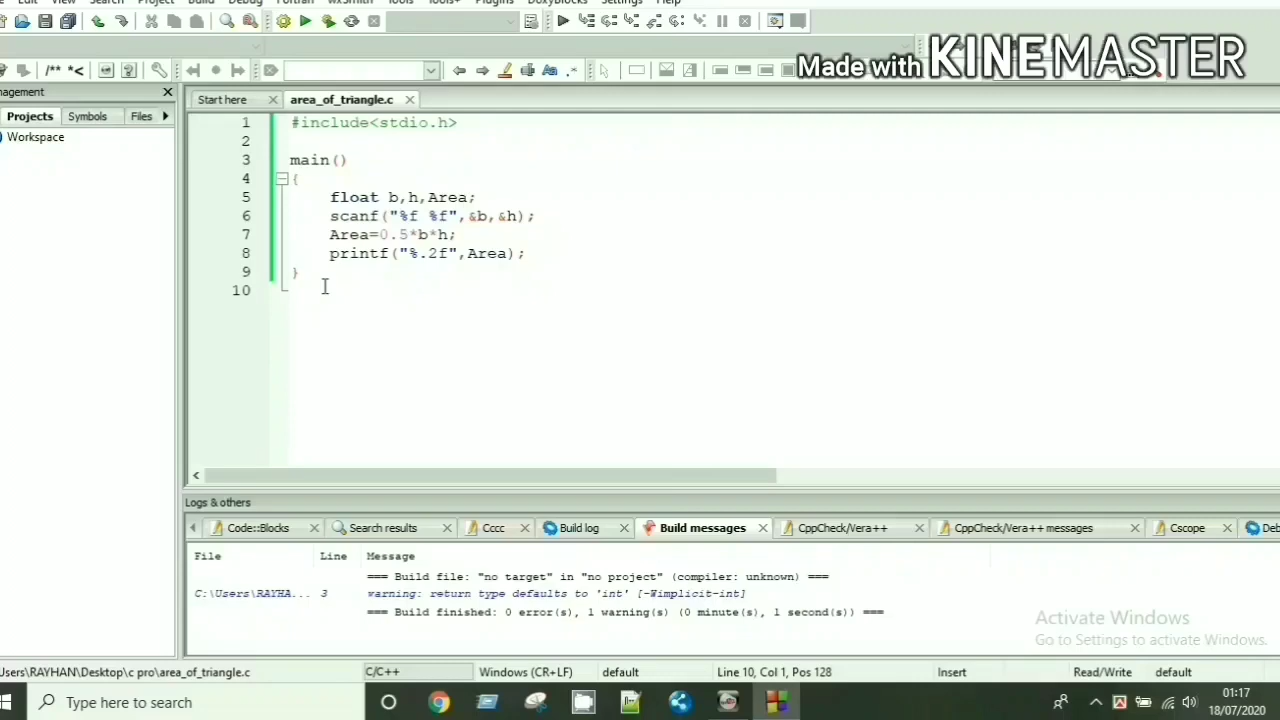 Edit View Search Project Build Debug Fortran wxSmith Tools Tools+ Plugins DoxyBlocks Settings Help
Made with KINEMASTER
/** *<
nagement
Projects Symbols Files
Workspace
Start here area_of_triangle.c
1 #include<stdio.h>
2
3 main()
4 {
5 float b,h,Area;
6 scanf("%f %f",&b,&h);
7 Area=0.5*b*h;
8 printf("%.2f",Area);
9 }
10
Logs & others
Code::Blocks Search results Cccc Build log Build messages CppCheck/Vera++ CppCheck/Vera++ messages Cscope Deb
File Line Message
=== Build file: "no target" in "no project" (compiler: unknown) ===
C:\Users\RAYHA... 3 warning: return type defaults to 'int' [-Wimplicit-int]
=== Build finished: 0 error(s), 1 warning(s) (0 minute(s), 1 second(s)) ===
Activate Windows
Go to Settings to activate Windows.
Users\RAYHAN\Desktop\c pro\area_of_triangle.c C/C++ Windows (CR+LF) default Line 10, Col 1, Pos 128 Insert Read/Write default
Type here to search
01:17
18/07/2020